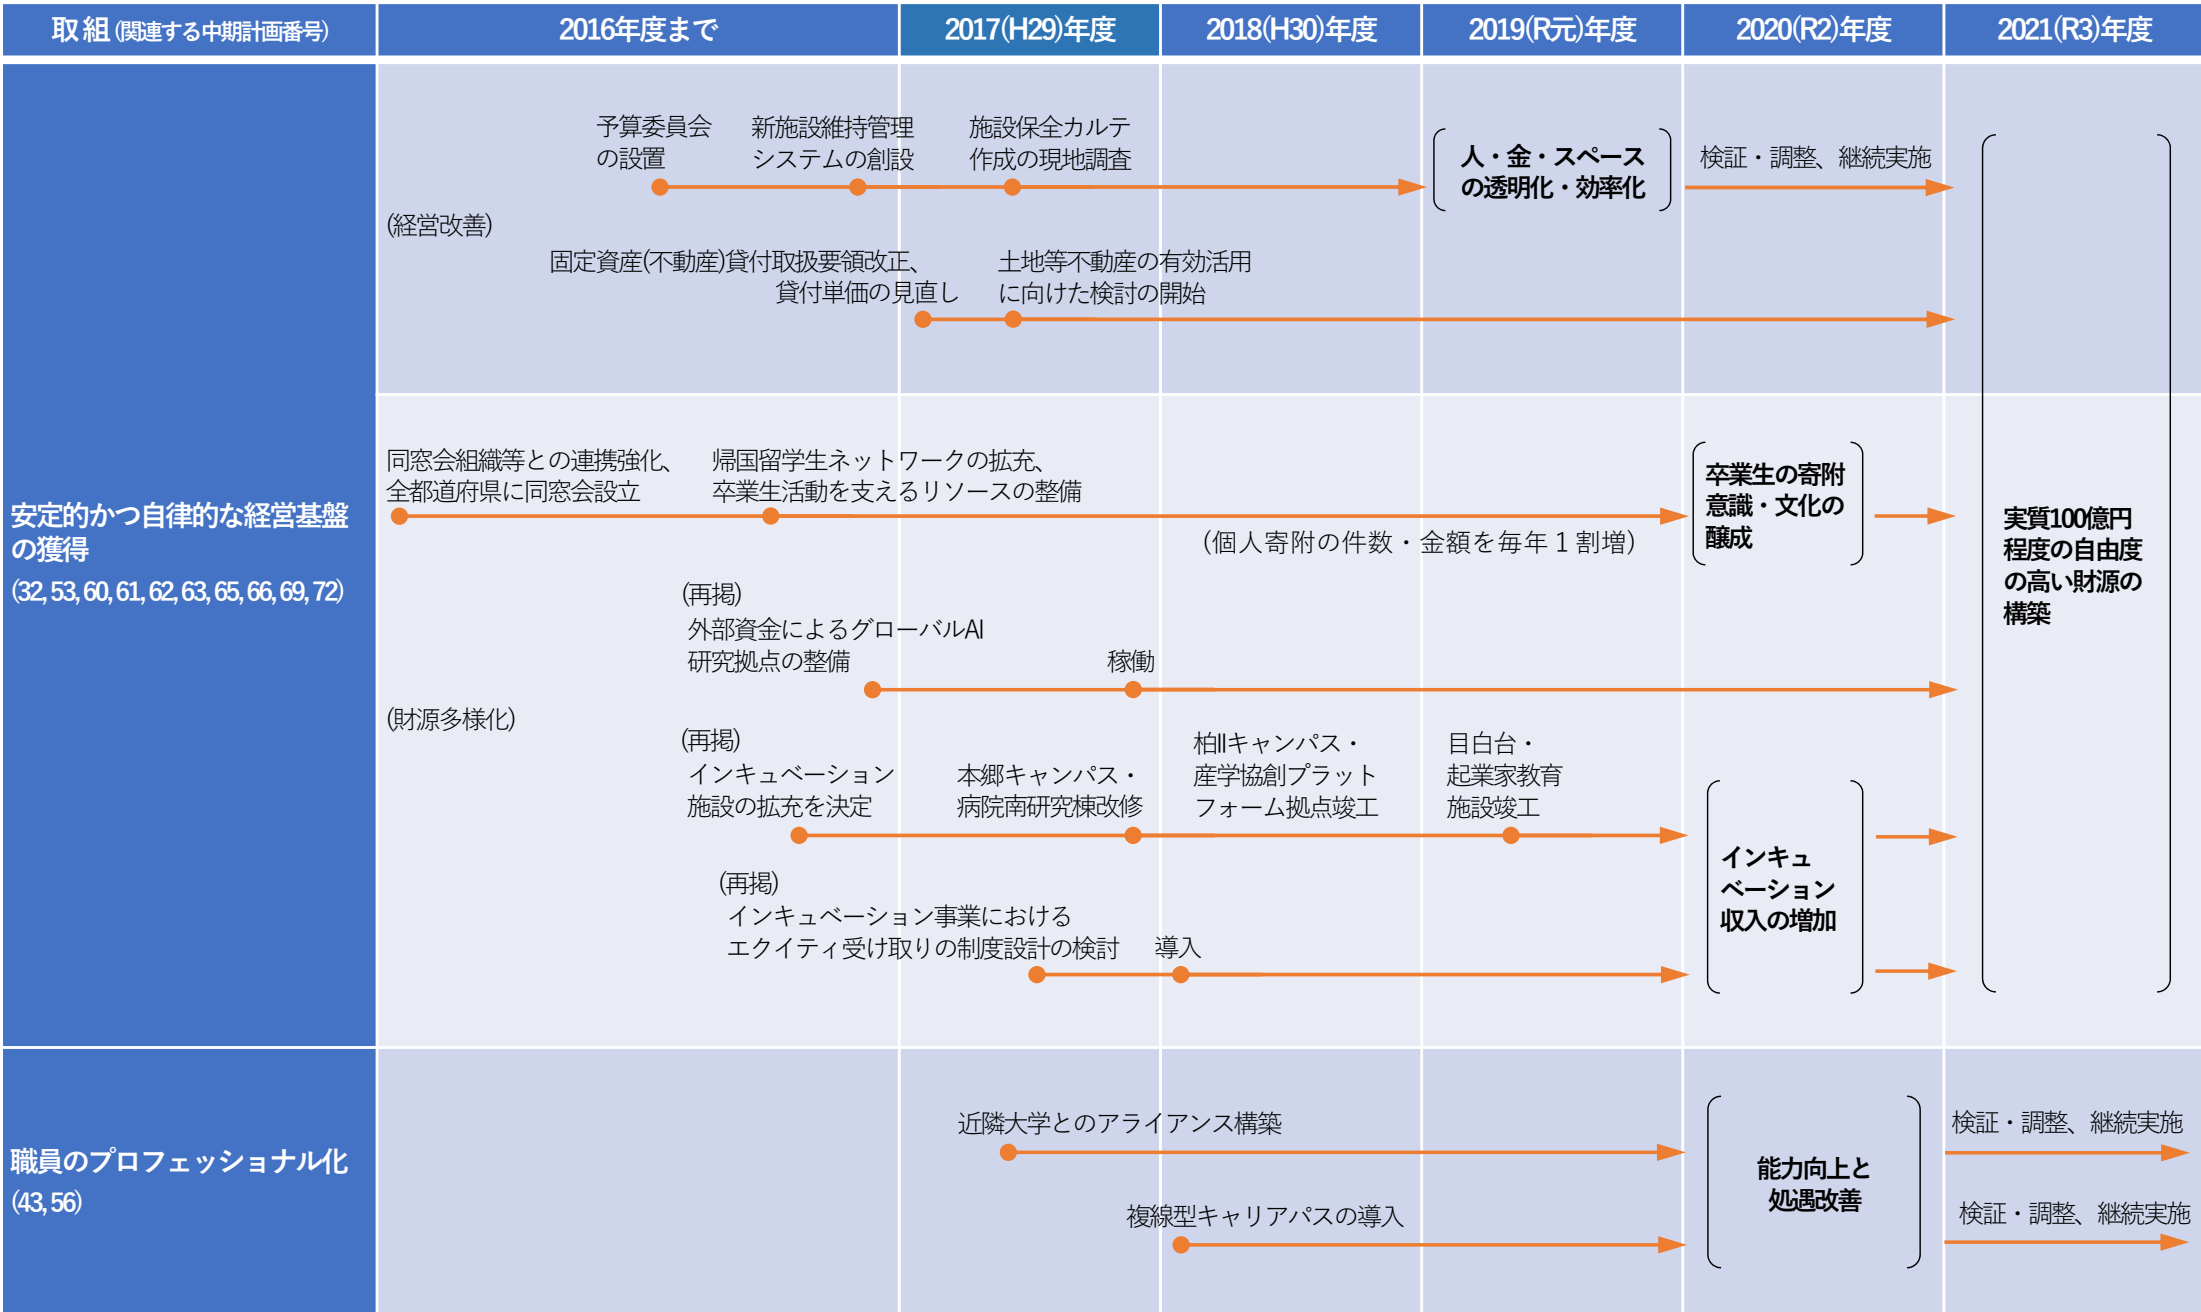 取組(関連する中期計画番号)
2016年度まで
2017(H29)年度
2018(H30)年度
2019(R元)年度
2020(R2)年度
2021(R3)年度
安定的かつ自律的な経営基盤
の獲得
(32, 53, 60, 61, 62, 63, 65, 66, 69, 72)
(経営改善)
予算委員会
の設置
新施設維持管理
システムの創設
施設保全カルテ
作成の現地調査
人・金・スペース
の透明化・効率化
検証・調整、継続実施
固定資産(不動産)貸付取扱要領改正、
貸付単価の見直し
土地等不動産の有効活用
に向けた検討の開始
(財源多様化)
同窓会組織等との連携強化、
全都道府県に同窓会設立
帰国留学生ネットワークの拡充、
卒業生活動を支えるリソースの整備
(個人寄附の件数・金額を毎年１割増)
卒業生の寄附
意識・文化の
醸成
(再掲)
外部資金によるグローバルAI
研究拠点の整備
稼働
(再掲)
インキュベーション
施設の拡充を決定
本郷キャンパス・
病院南研究棟改修
柏IIキャンパス・
産学協創プラット
フォーム拠点竣工
目白台・
起業家教育
施設竣工
(再掲)
インキュベーション事業における
エクイティ受け取りの制度設計の検討
導入
インキュ
ベーション
収入の増加
実質100億円
程度の自由度
の高い財源の
構築
職員のプロフェッショナル化
(43, 56)
近隣大学とのアライアンス構築
複線型キャリアパスの導入
能力向上と
処遇改善
検証・調整、継続実施
検証・調整、継続実施